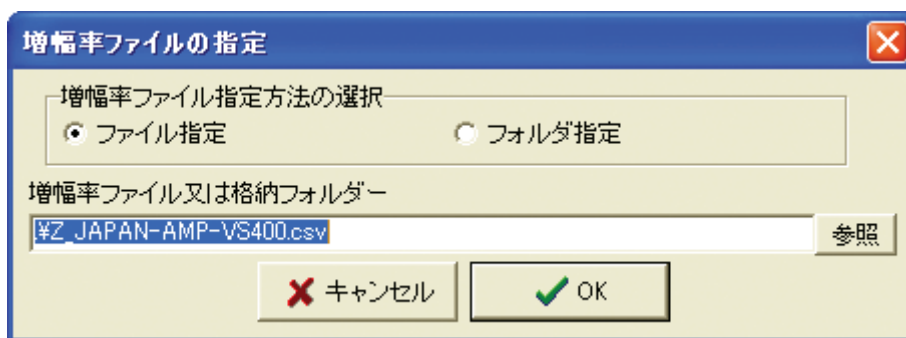 増幅率ファイルの指定
増幅率ファイル指定方法の選択
ファイル指定 フォルダ指定
増幅率ファイル又は格納フォルダー
¥Z_JAPAN-AMP-VS400.csv 参照
キャンセル OK